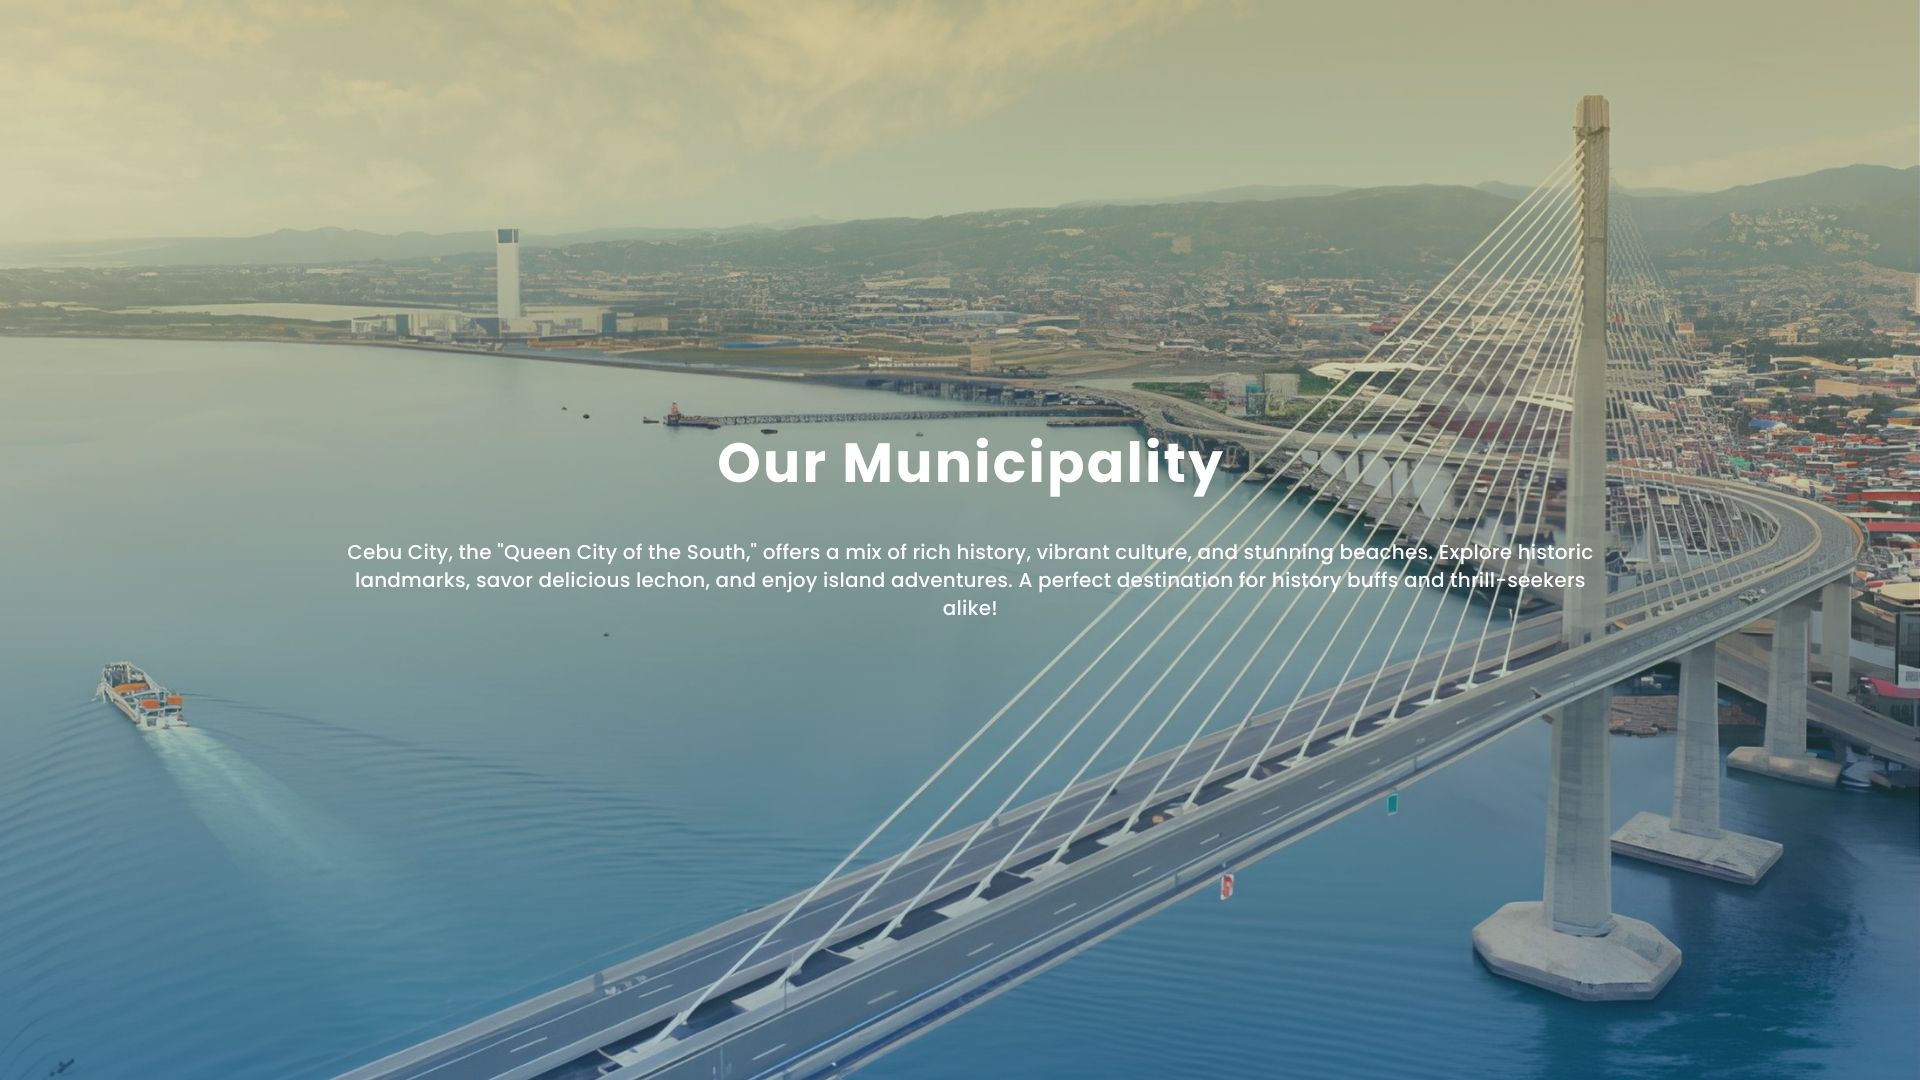 Our Municipality
Cebu City, the "Queen City of the South," offers a mix of rich history, vibrant culture, and stunning beaches. Explore historic
landmarks, savor delicious lechon, and enjoy island adventures. A perfect destination for history buffs and thrill-seekers
alike!